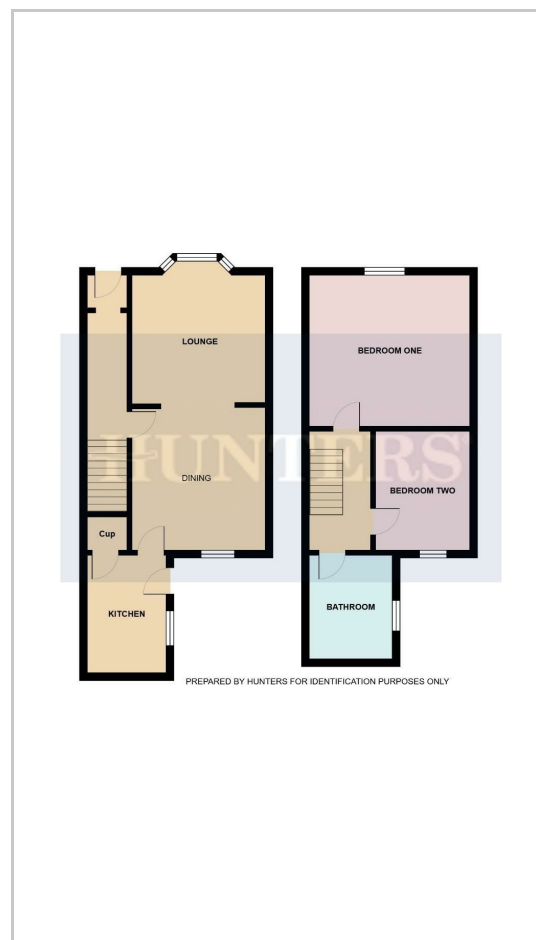 LOUNGE
DINING
Cup
KITCHEN
BEDROOM ONE
BEDROOM TWO
BATHROOM
HUNTERS
PREPARED BY HUNTERS FOR IDENTIFICATION PURPOSES ONLY